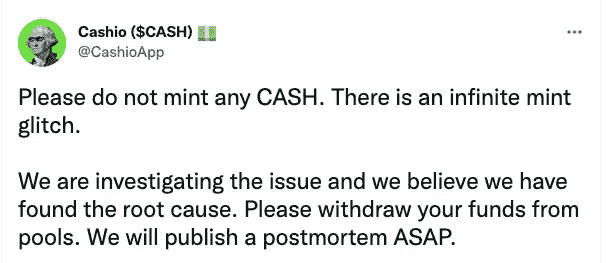 Cashio ($CASH) 💵
@CashioApp
Please do not mint any CASH. There is an infinite mint
glitch.
We are investigating the issue and we believe we have
found the root cause. Please withdraw your funds from
pools. We will publish a postmortem ASAP.